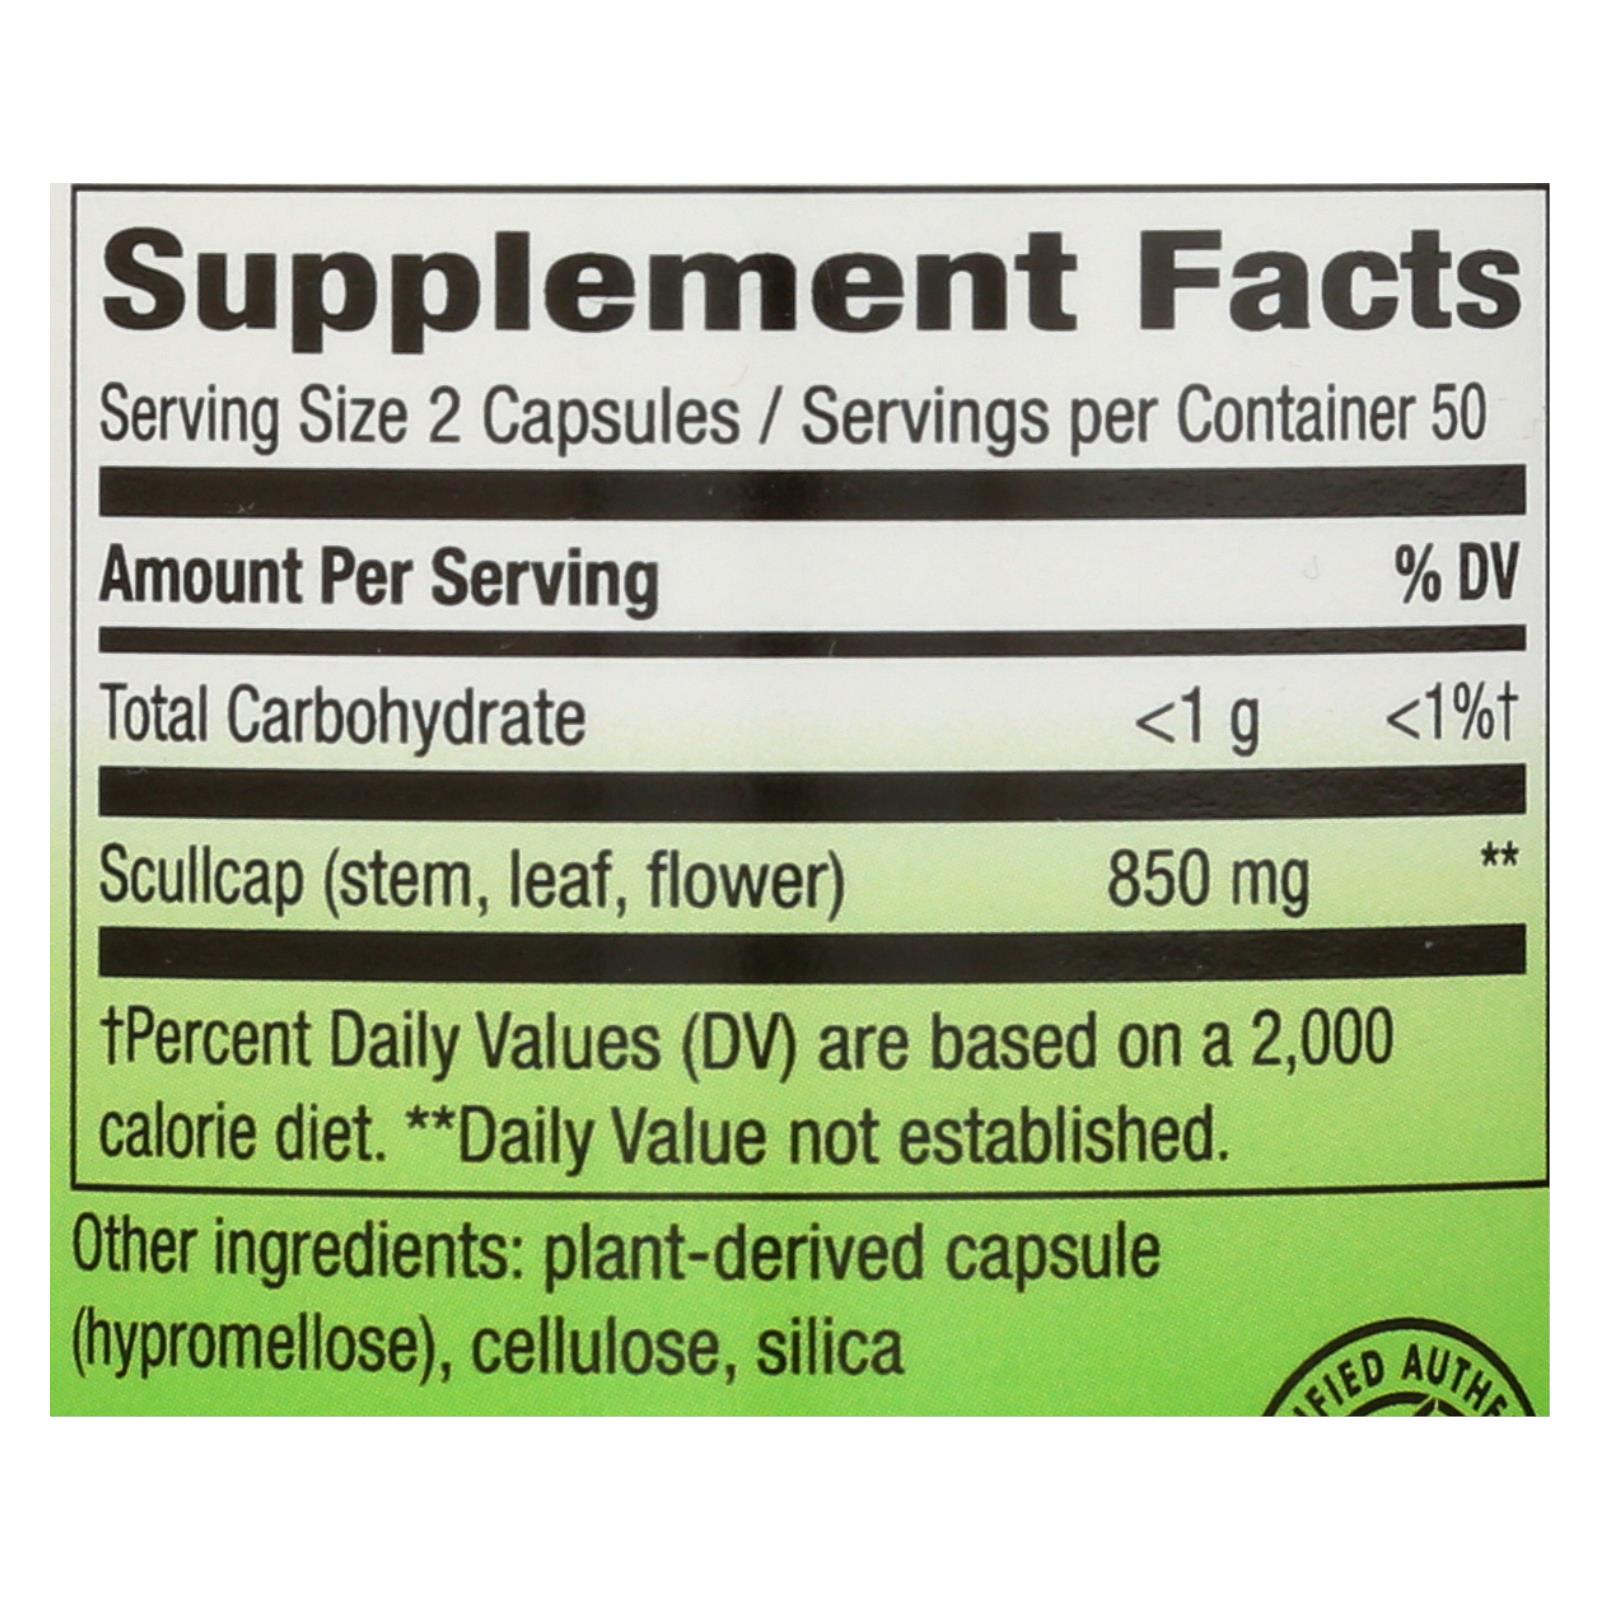 Supplement Facts
Serving Size 2 Capsules / Servings per Container 50
Amount Per Serving % DV
Total Carbohydrate <1 g <1%†
Scullcap (stem, leaf, flower) 850 mg **
†Percent Daily Values (DV) are based on a 2,000
calorie diet. **Daily Value not established.
Other ingredients: plant-derived capsule
(hypromellose), cellulose, silica